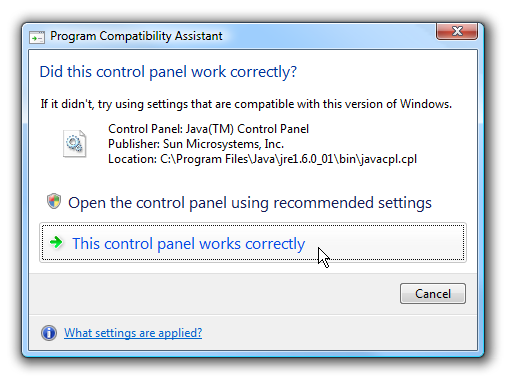 Program Compatibility Assistant
Did this control panel work correctly?
If it didn't, try using settings that are compatible with this version of Windows.
Control Panel: Java(TM) Control Panel
Publisher: Sun Microsystems, Inc.
Location: C:\Program Files\Java\jre1.6.0_01\bin\javacpl.cpl
Open the control panel using recommended settings
This control panel works correctly
Cancel
What settings are applied?